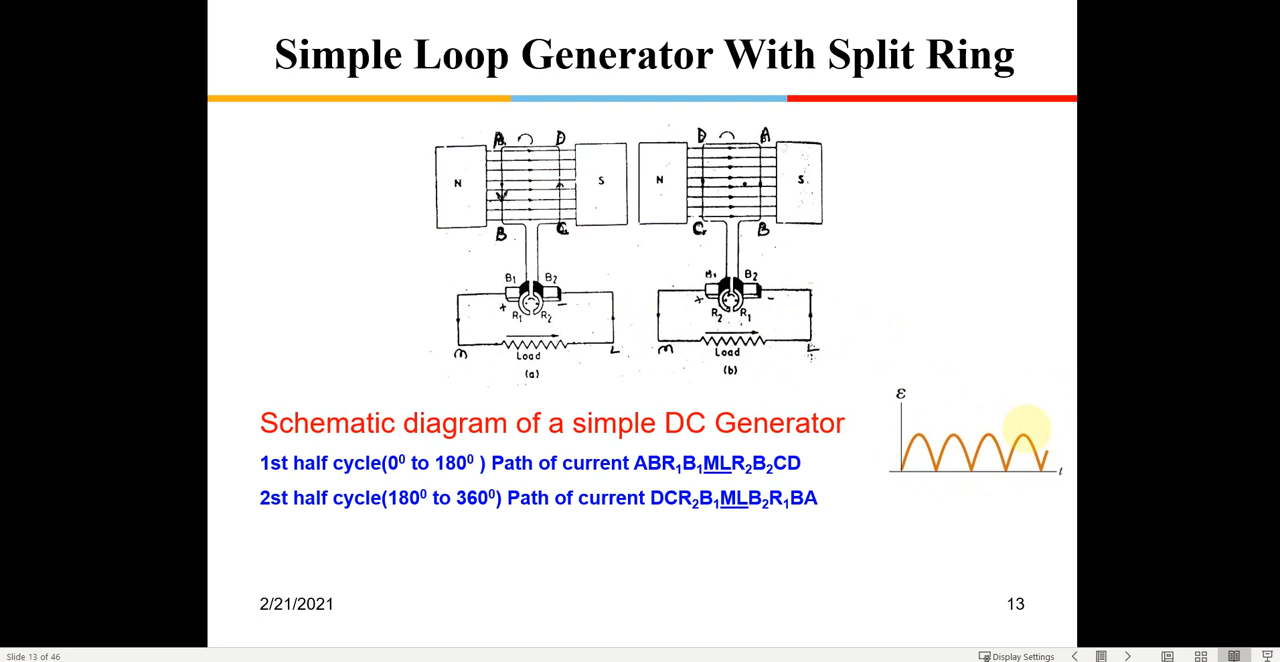 Simple Loop Generator With Split Ring
A D D A
N S N S
B C C B
B₁ B₂ B₁ B₂
+ − + -
R₁ R₂ R₂ R₁
M Load L M Load L
(a) (b)
ε
t
Schematic diagram of a simple DC Generator
1st half cycle(0⁰ to 180⁰ ) Path of current ABR₁B₁MLR₂B₂CD
2st half cycle(180⁰ to 360⁰) Path of current DCR₂B₁MLB₂R₁BA
2/21/2021 13
Slide 13 of 46 Display Settings